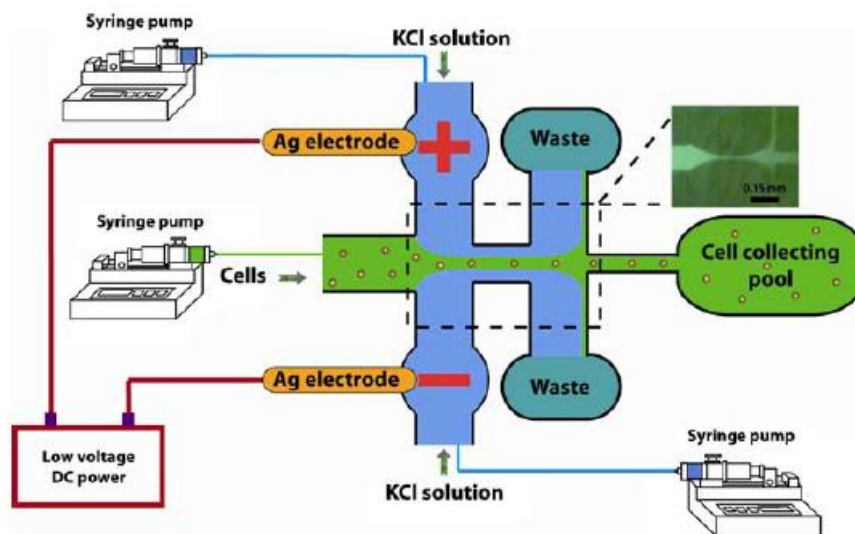 Syringe pump
KCl solution
Ag electrode
Waste
0.15 mm
Syringe pump
Cells
Cell collecting
pool
Ag electrode
Waste
Low voltage
DC power
Syringe pump
KCl solution